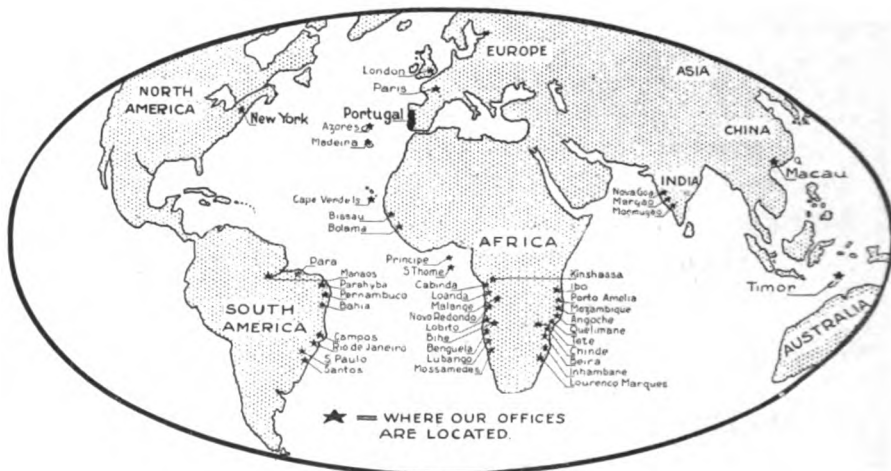 EUROPE
ASIA
London
NORTH
AMERICA
Paris
Portugal
New York
Azores
CHINA
Madeira
Macau
INDIA
Nova Goa
Margão
Mormugão
Cape Verde Is
Bissau
Bolama
AFRICA
Principe
S Thome
Para
Manaos
Parahyba
Pernambuco
Bahia
SOUTH
AMERICA
Campos
Rio de Janeiro
S Paulo
Santos
Cabinda
Loanda
Malange
Novo Redondo
Lobito
Bihe
Benguela
Lubango
Mossamedes
Kinshassa
Ibo
Porto Amelia
Mozambique
Angoche
Quelimane
Tete
Chinde
Beira
Inhambane
Lourenco Marques
Timor
AUSTRALIA
= WHERE OUR OFFICES
ARE LOCATED.